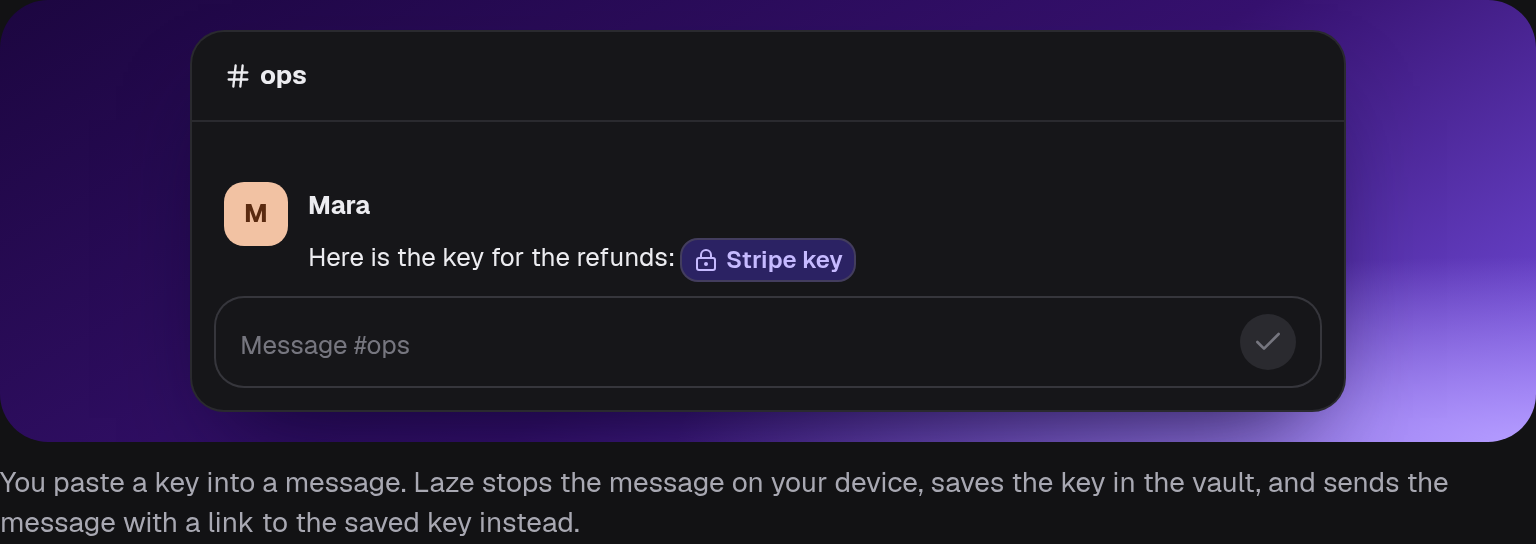 # ops
M
Mara
Here is the key for the refunds: Stripe key
Message #ops
You paste a key into a message. Laze stops the message on your device, saves the key in the vault, and sends the
message with a link to the saved key instead.